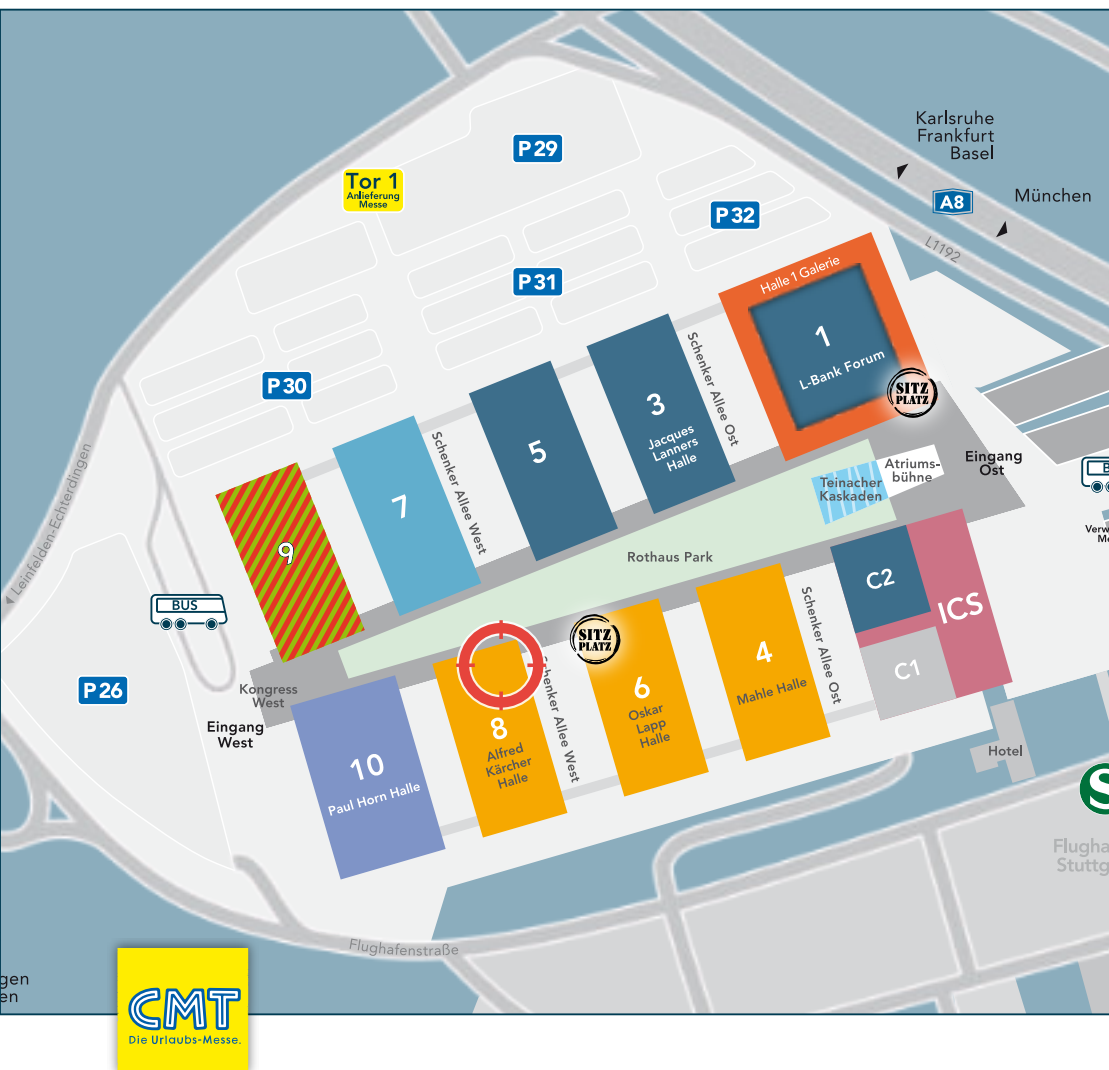 Karlsruhe
Frankfurt
Basel
P29
Tor 1
Anlieferung
Messe
A8
München
P32
L1192
P31
Halle 1 Galerie
1
L-Bank Forum
Schenker Allee Ost
P30
SITZ
PLATZ
3
Jacques
Lanners
Halle
5
Schenker Allee West
7
Eingang
Ost
Atriums-
bühne
Teinacher
Kaskaden
Leinfelden-Echterdingen
9
Rothaus Park
C2
ICS
C1
BUS
SITZ
PLATZ
Schenker Allee Ost
4
Mahle Halle
6
Oskar
Lapp
Halle
Schenker Allee West
P26
Kongress
West
Eingang
West
8
Alfred
Kärcher
Halle
10
Paul Horn Halle
Hotel
S
Flugha
Stuttg
Flughafenstraße
gen
en
CMT
Die Urlaubs-Messe.